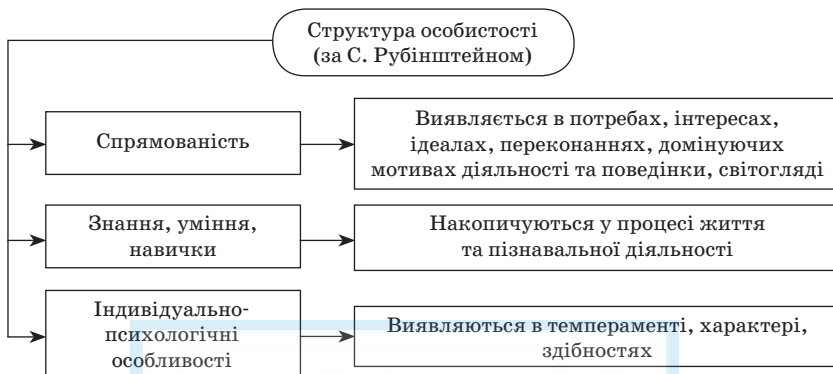 Структура особистості
(за С. Рубінштейном)
Спрямованість
Виявляється в потребах, інтересах,
ідеалах, переконаннях, домінуючих
мотивах діяльності та поведінки, світогляді
Знання, уміння,
навички
Накопичуються у процесі життя
та пізнавальної діяльності
Індивідуально-
психологічні
особливості
Виявляються в темпераменті, характері,
здібностях